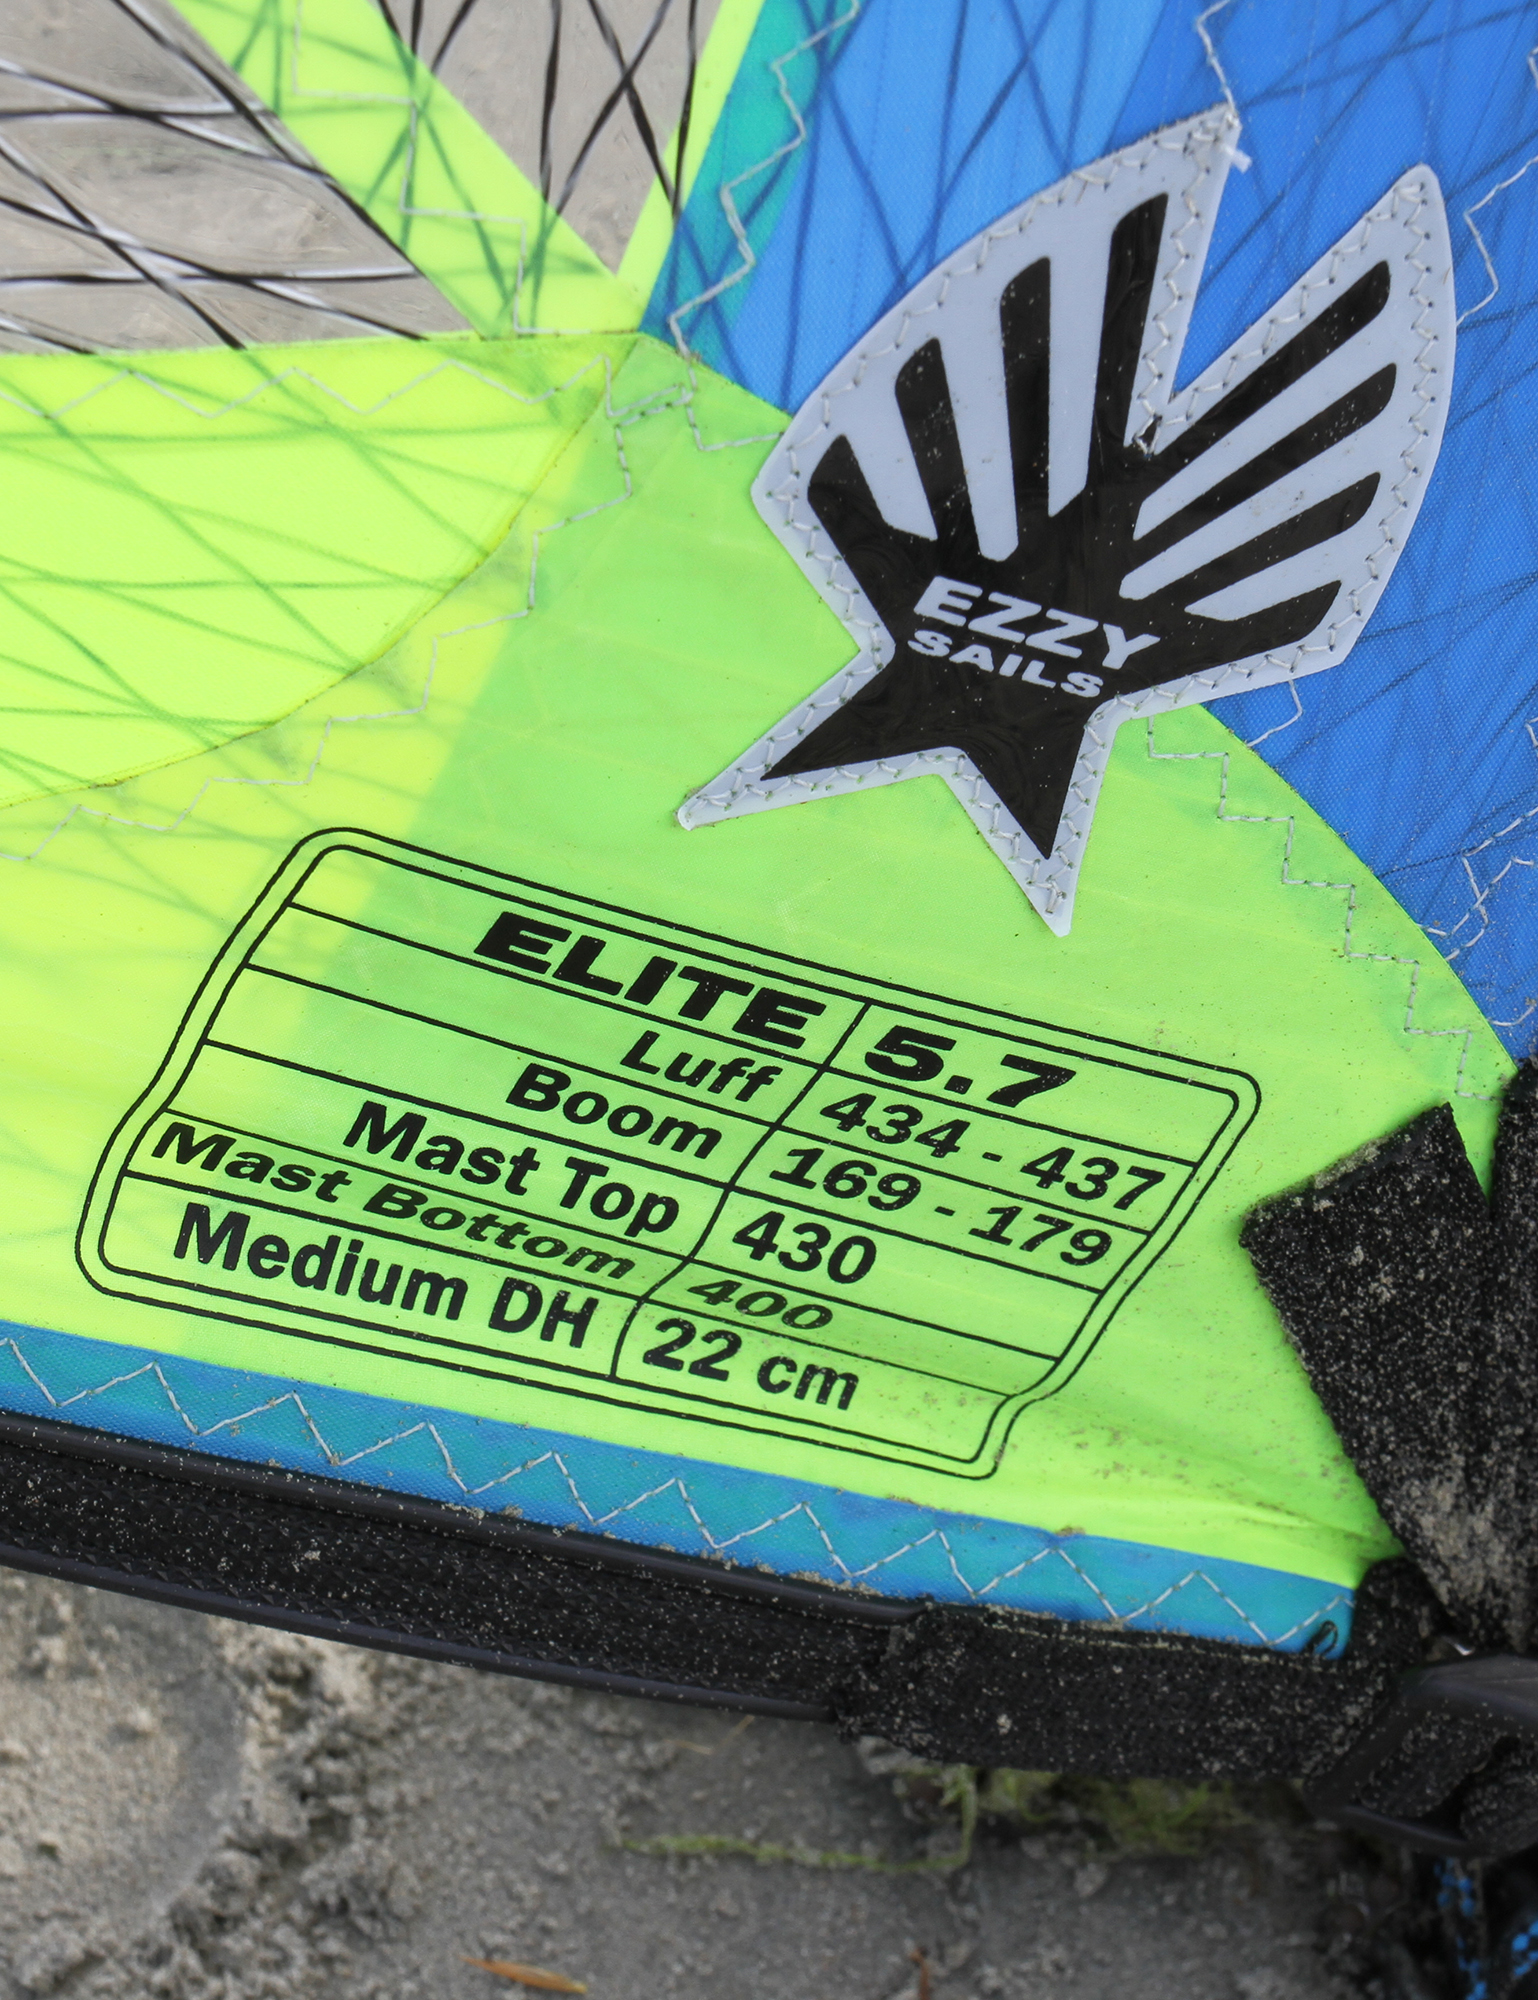 EZZY
SAILS
ELITE 5.7
Luff 434 - 437
Boom 169 - 179
Mast Top 430
Mast Bottom 400
Medium DH 22 cm